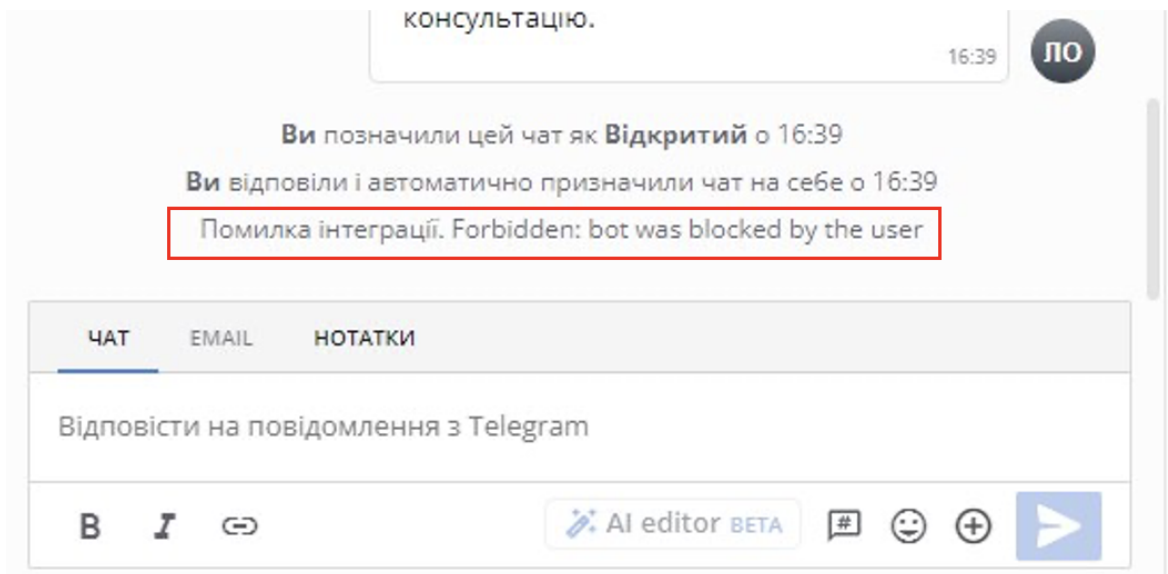 консультацію.
16:39
ЛО
Ви позначили цей чат як Відкритий о 16:39
Ви відповіли і автоматично призначили чат на себе о 16:39
Помилка інтеграції. Forbidden: bot was blocked by the user
ЧАТ EMAIL НОТАТКИ
Відповісти на повідомлення з Telegram
B I AI editor BETA #